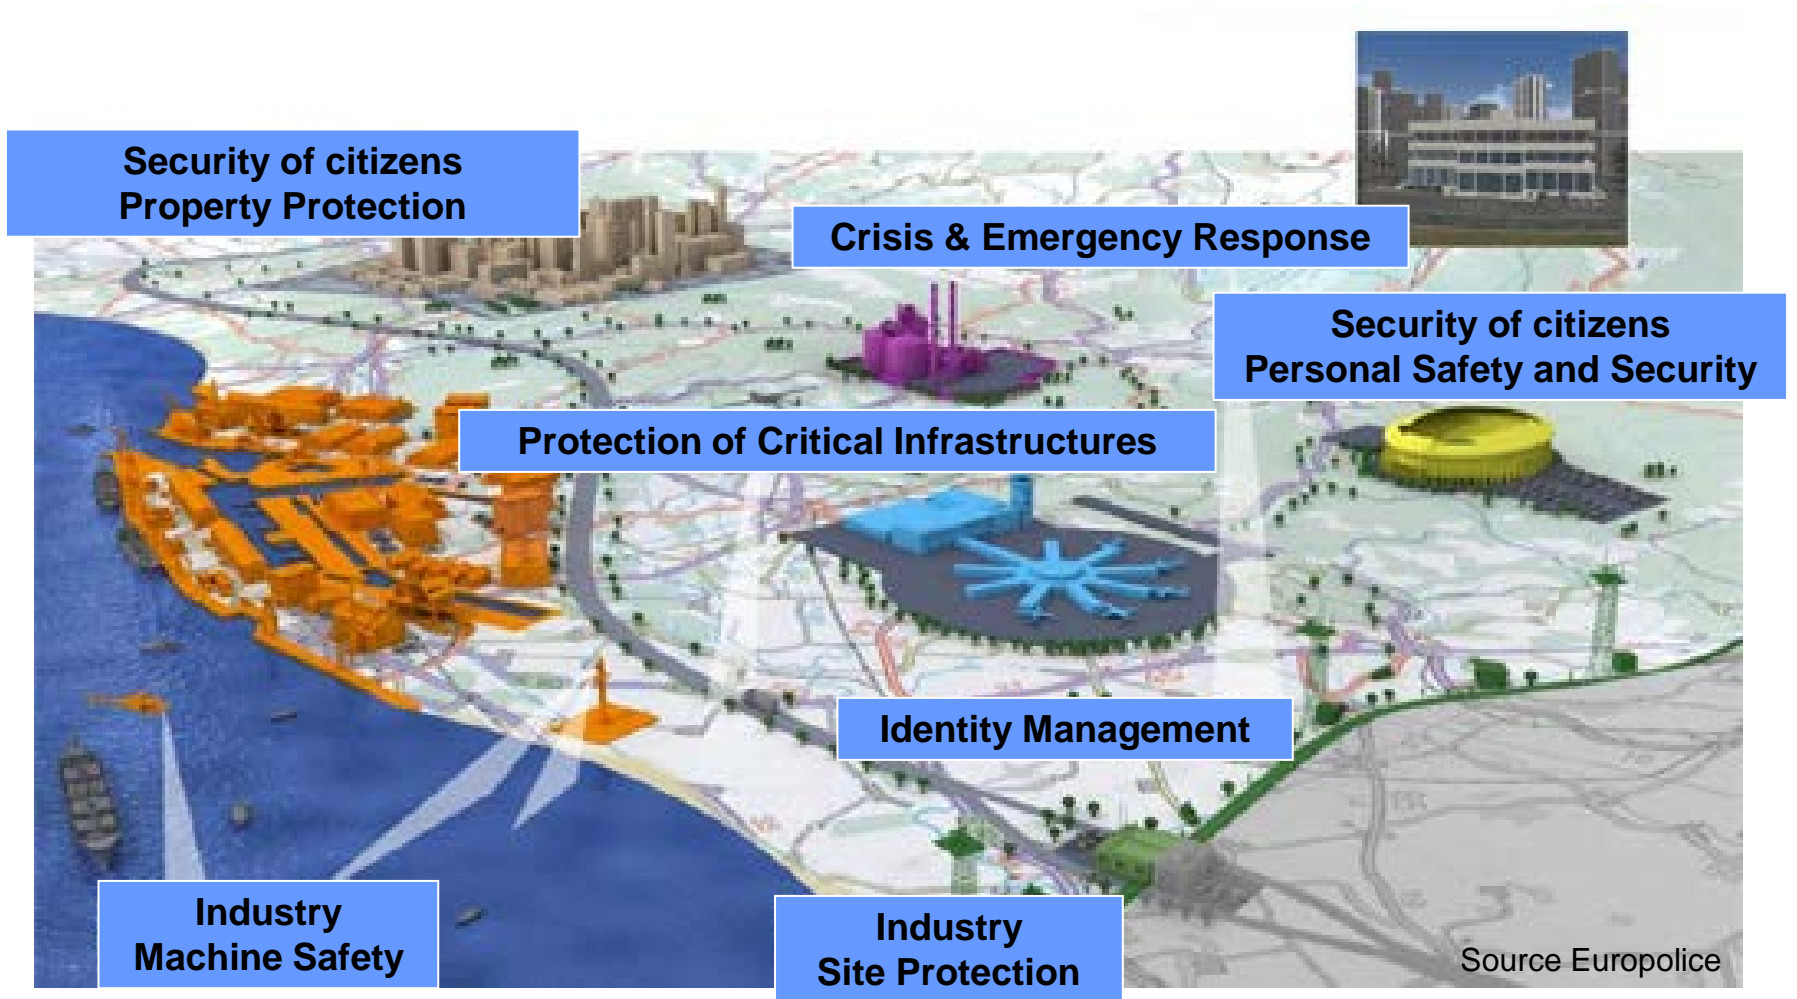 Security of citizens
Property Protection
Crisis & Emergency Response
Security of citizens
Personal Safety and Security
Protection of Critical Infrastructures
Identity Management
Industry
Machine Safety
Industry
Site Protection
Source Europolice